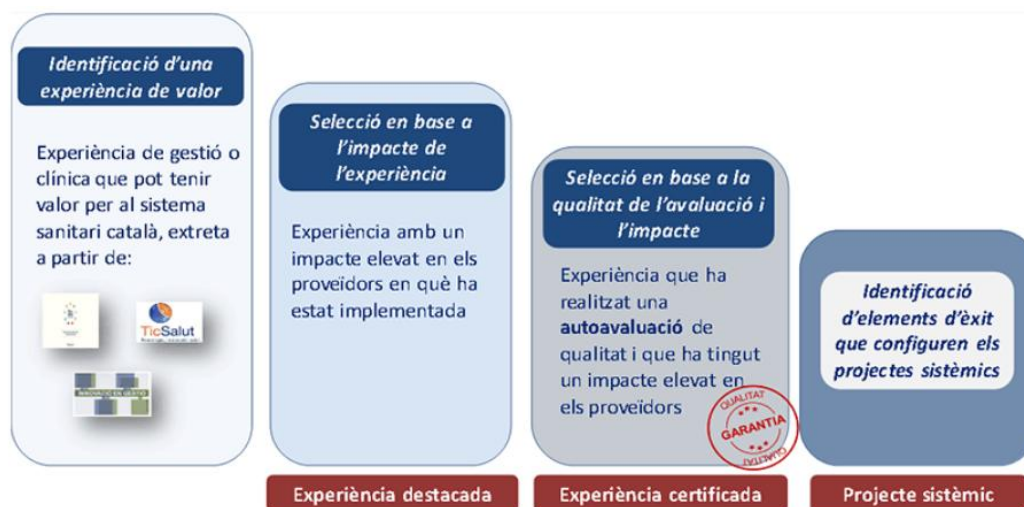 Identificació d'una
experiència de valor
Experiència de gestió o
clínica que pot tenir
valor per al sistema
sanitari català, extreta
a partir de:
TicSalut
INNOVACIÓ EN GESTIÓ
Selecció en base a
l'impacte de
l'experiència
Experiència amb un
impacte elevat en els
proveïdors en què ha
estat implementada
Experiència destacada
Selecció en base a la
qualitat de l'avaluació i
l'impacte
Experiència que ha
realitzat una
autoavaluació de
qualitat i que ha tingut
un impacte elevat en
els proveïdors
QUALITAT
GARANTIA
QUALITAT
Experiència certificada
Identificació
d'elements d'èxit
que configuren els
projectes sistèmics
Projecte sistèmic